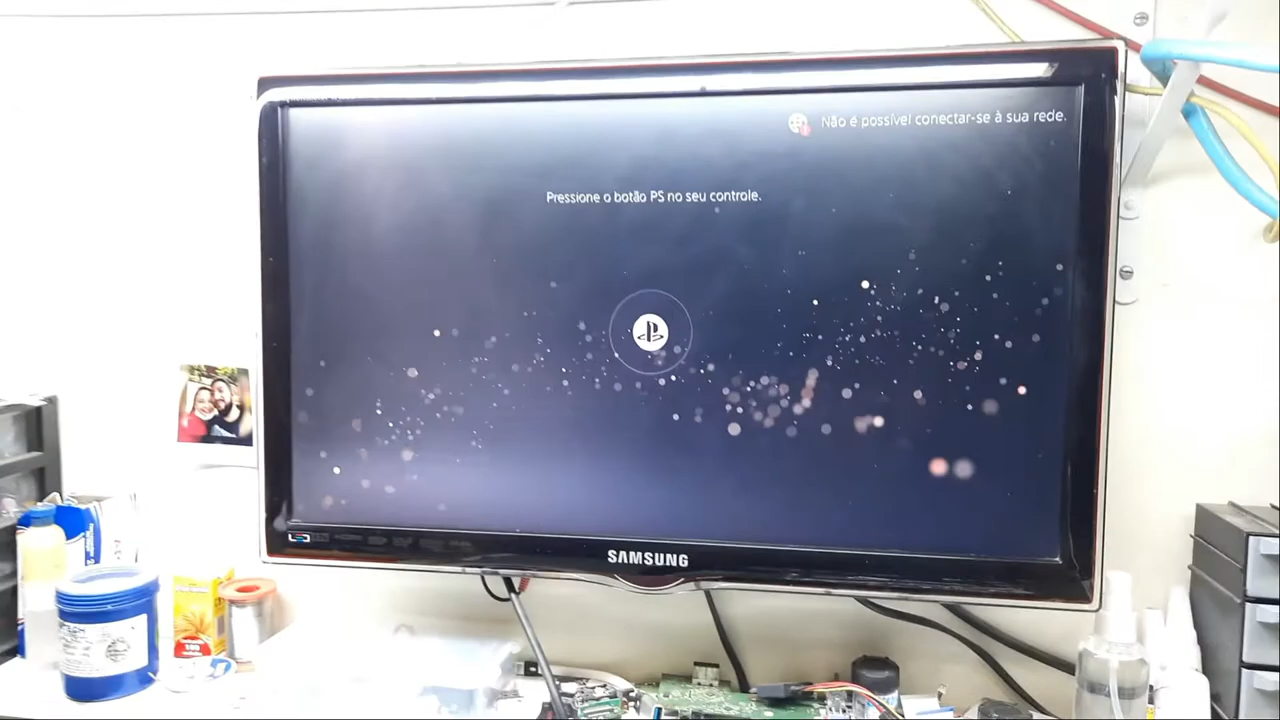 Não é possível conectar-se à sua rede.
Pressione o botão PS no seu controle.
SAMSUNG